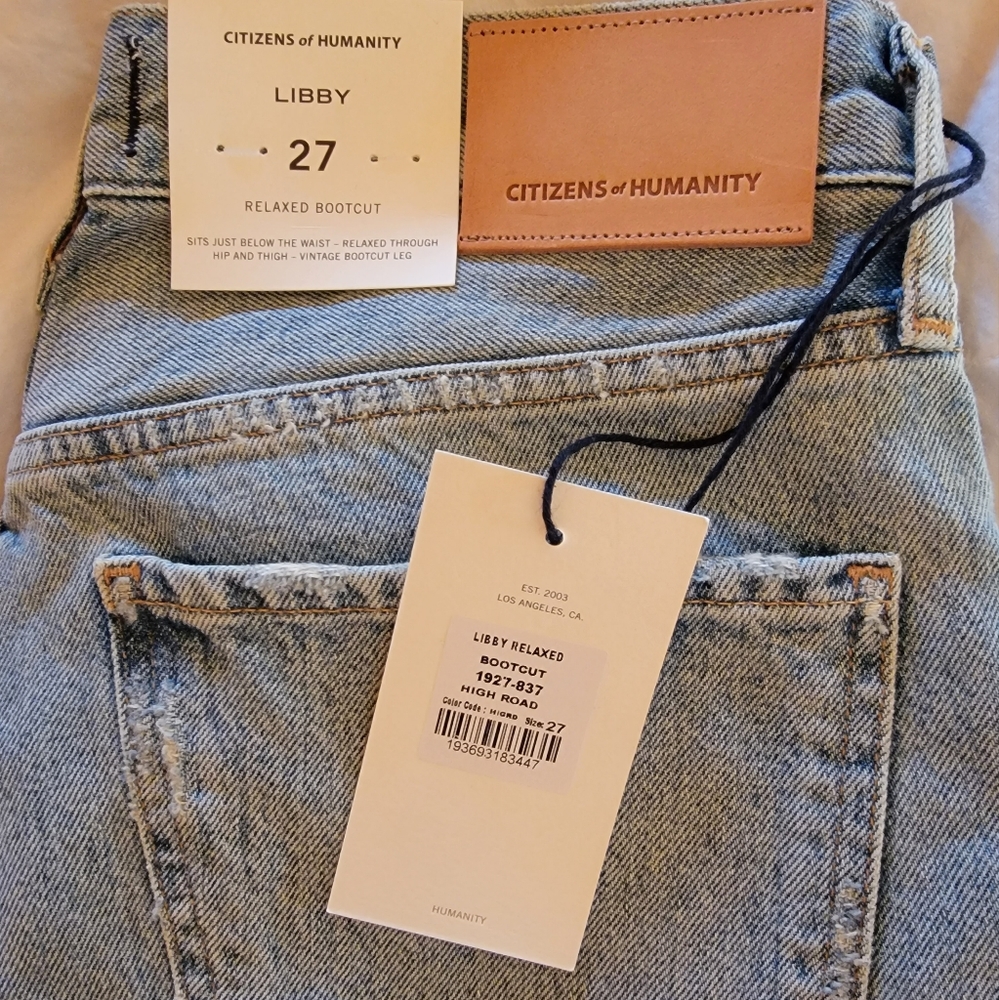 CITIZENS of HUMANITY
LIBBY
27
RELAXED BOOTCUT
SITS JUST BELOW THE WAIST – RELAXED THROUGH
HIP AND THIGH – VINTAGE BOOTCUT LEG
CITIZENS of HUMANITY
EST. 2003
LOS ANGELES, CA.
LIBBY RELAXED
BOOTCUT
1927-837
HIGH ROAD
Color Code : HIGRD Size: 27
193693183447
HUMANITY